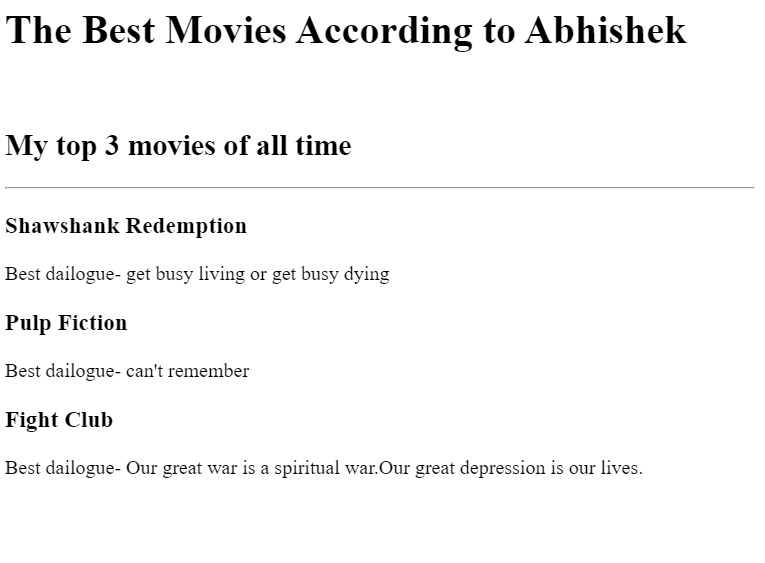 The Best Movies According to Abhishek
My top 3 movies of all time
Shawshank Redemption
Best dailogue- get busy living or get busy dying
Pulp Fiction
Best dailogue- can't remember
Fight Club
Best dailogue- Our great war is a spiritual war.Our great depression is our lives.